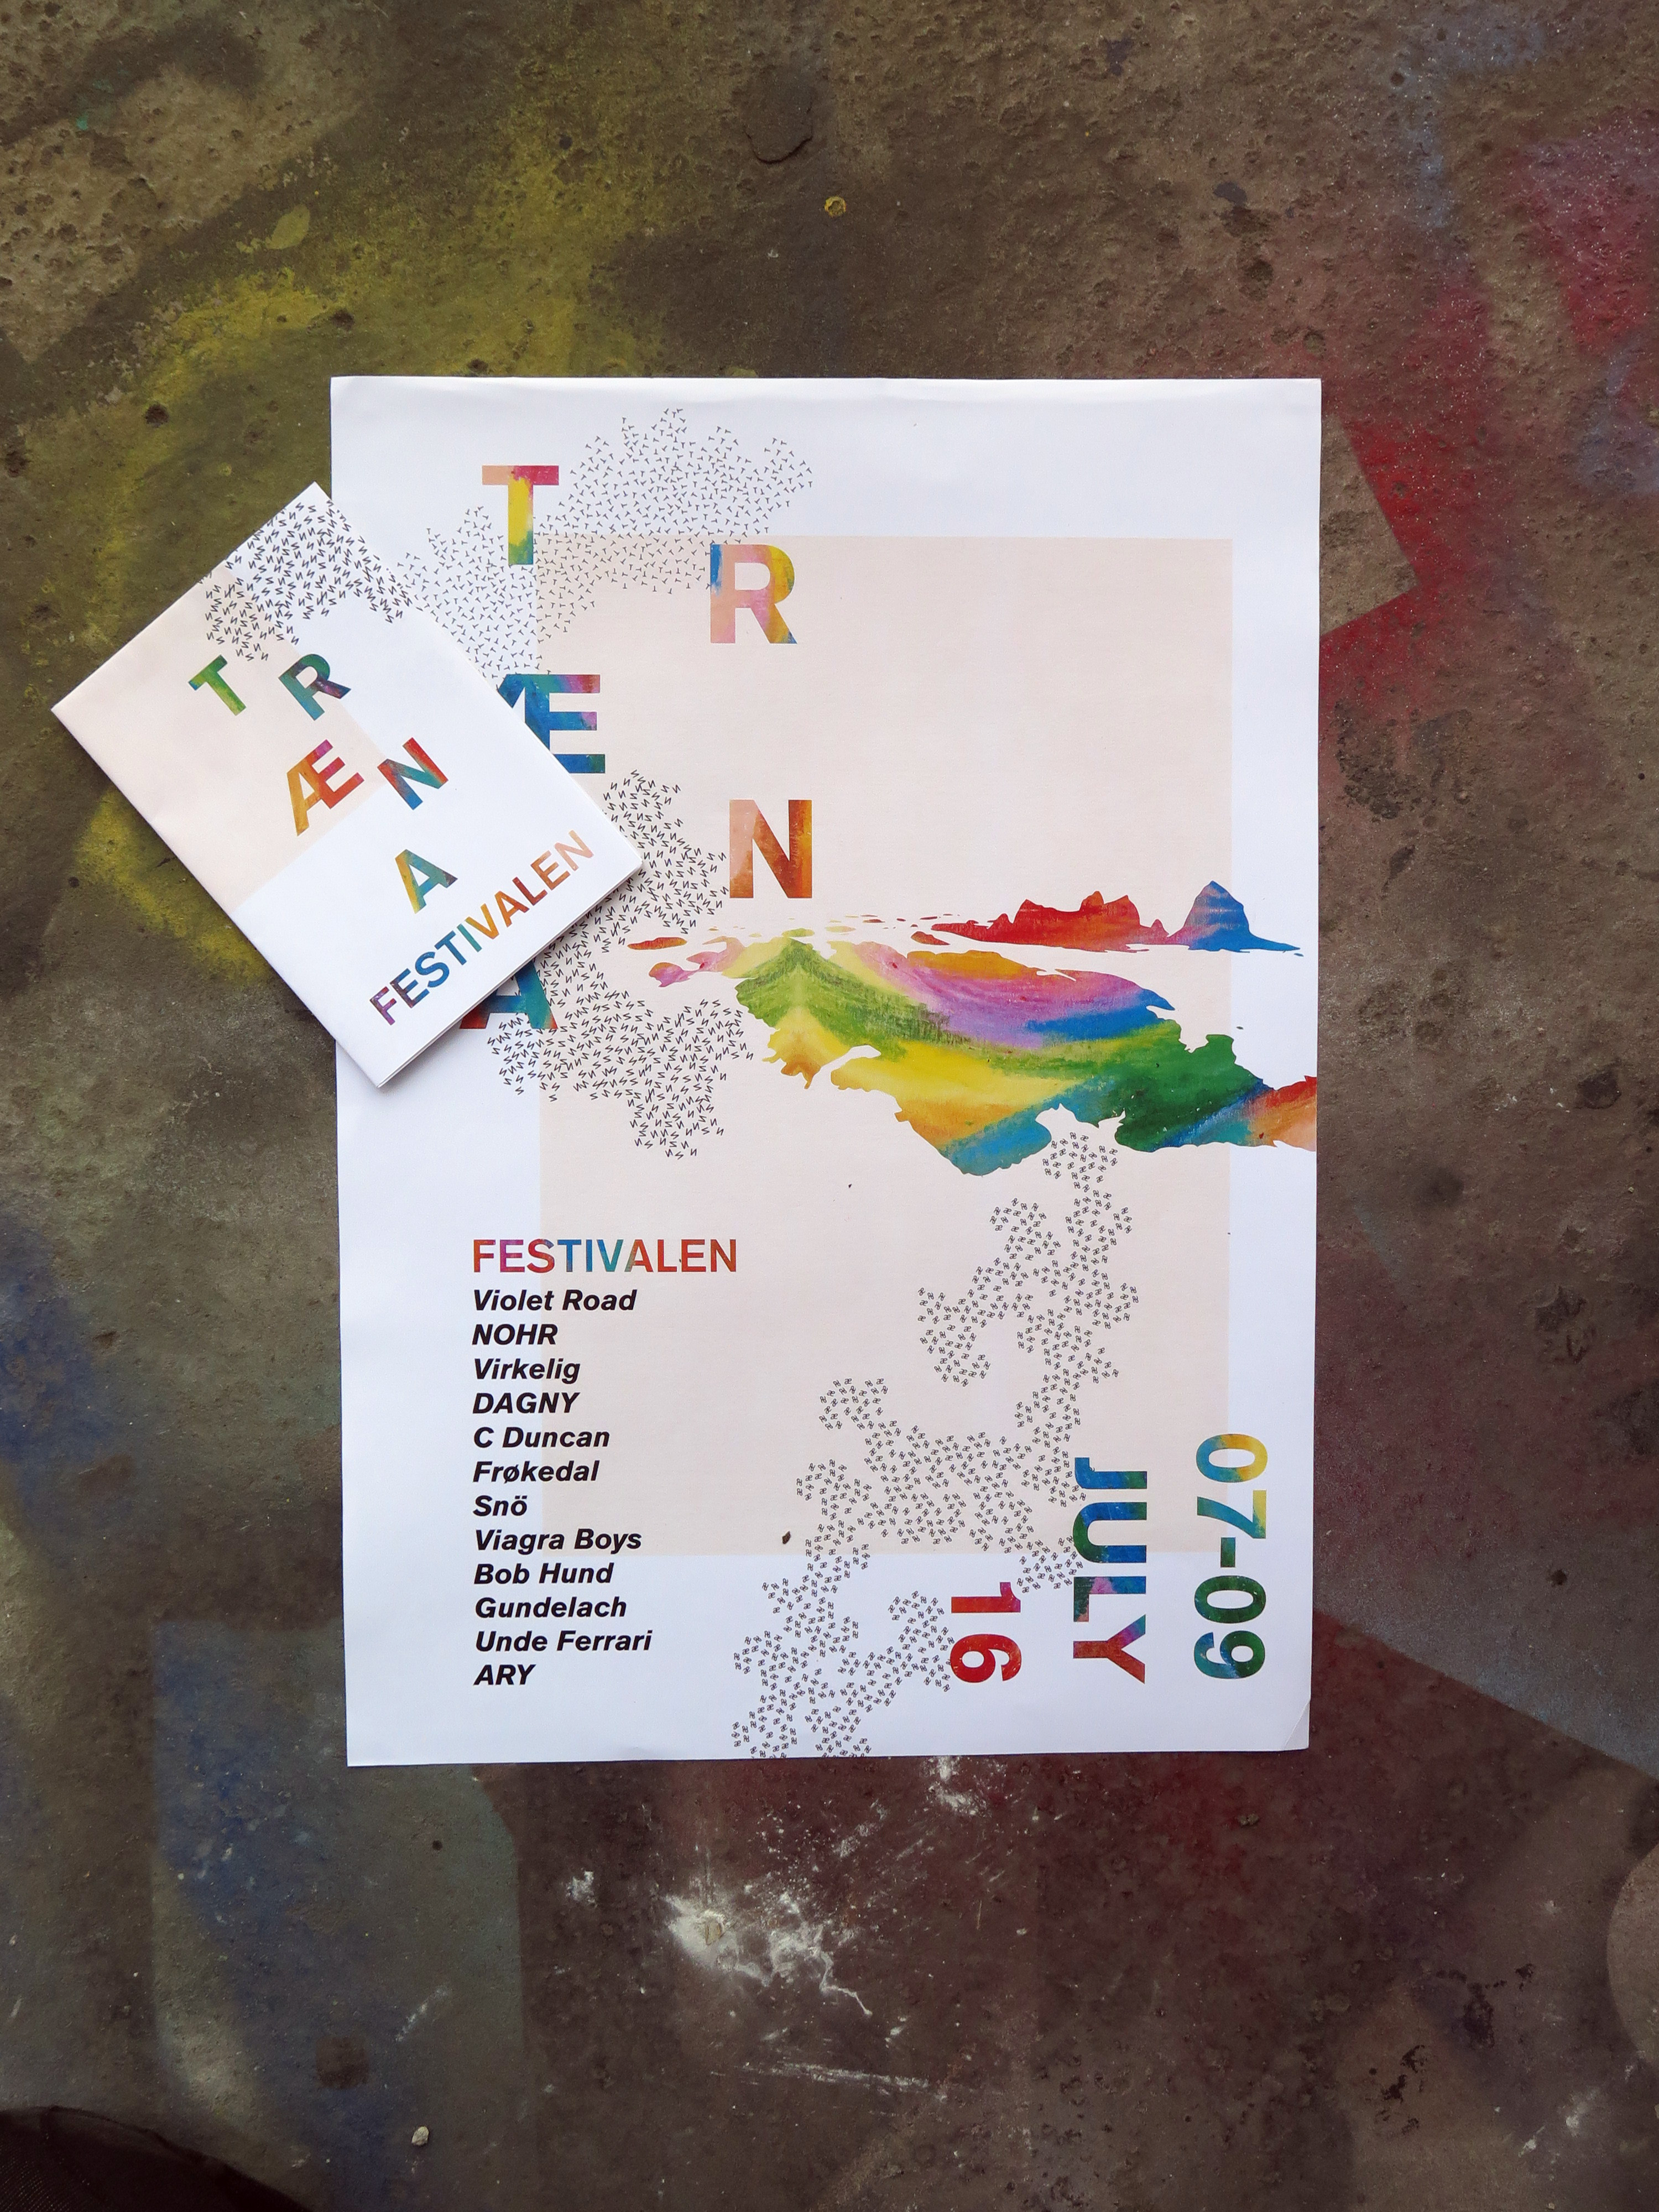 T R
Æ N
A
FESTIVALEN
T
R
Æ
N
A
FESTIVALEN
Violet Road
NOHR
Virkelig
DAGNY
C Duncan
Frøkedal
Snö
Viagra Boys
Bob Hund
Gundelach
Unde Ferrari
ARY
07-09
JULY
16